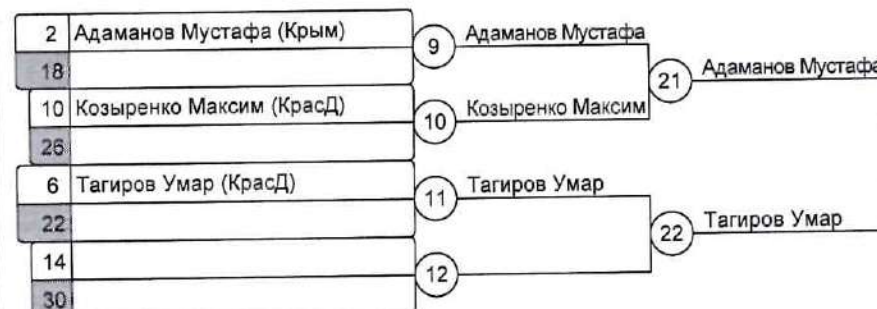 2 Адаманов Мустафа (Крым)
18
9 Адаманов Мустафа
10 Козыренко Максим (КрасД)
26
10 Козыренко Максим
21 Адаманов Мустафа
6 Тагиров Умар (КрасД)
22
11 Тагиров Умар
14
30
12
22 Тагиров Умар